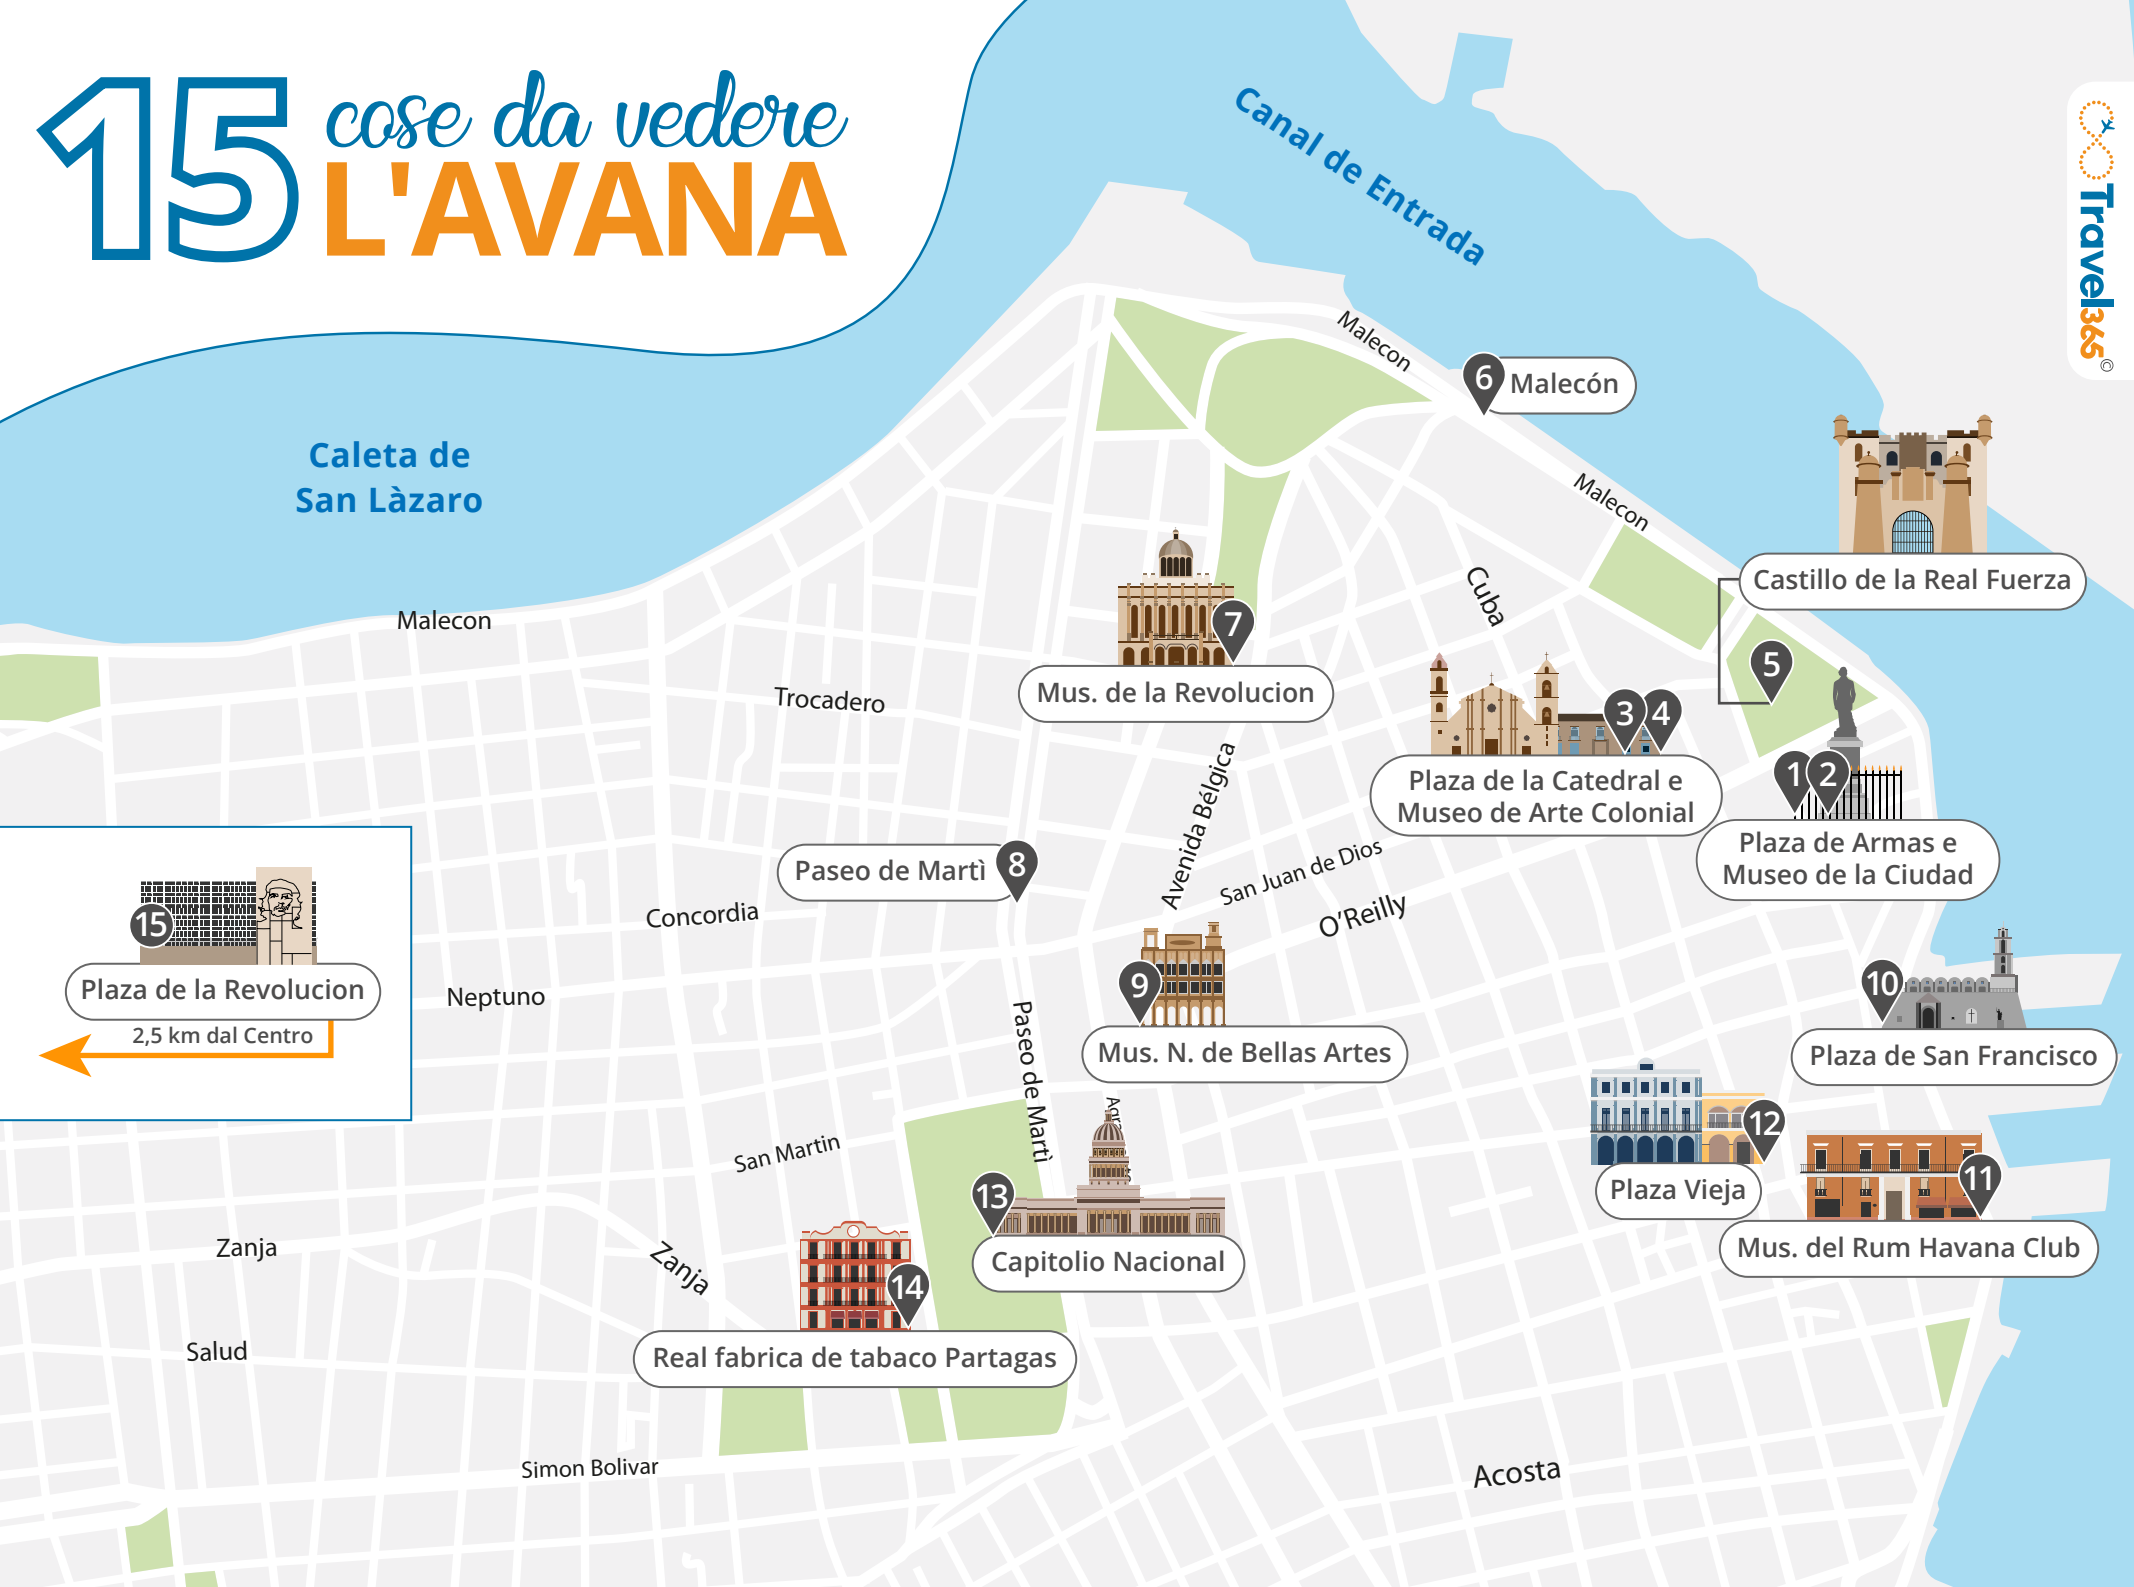 15 cose da vedere
L'AVANA
Canal de Entrada
Travel365©
Caleta de
San Làzaro
Malecon
6 Malecón
Malecon
Malecon
Castillo de la Real Fuerza
5
Cuba
7
Mus. de la Revolucion
Trocadero
3 4
Plaza de la Catedral e
Museo de Arte Colonial
1 2
Plaza de Armas e
Museo de la Ciudad
Avenida Bélgica
San Juan de Dios
O'Reilly
Paseo de Martì 8
Concordia
15
Plaza de la Revolucion
2,5 km dal Centro
Neptuno
9
Mus. N. de Bellas Artes
10
Plaza de San Francisco
Paseo de Martì
12
Plaza Vieja
11
Mus. del Rum Havana Club
San Martin
13
Capitolio Nacional
Zanja
Zanja
14
Real fabrica de tabaco Partagas
Salud
Simon Bolivar
Acosta